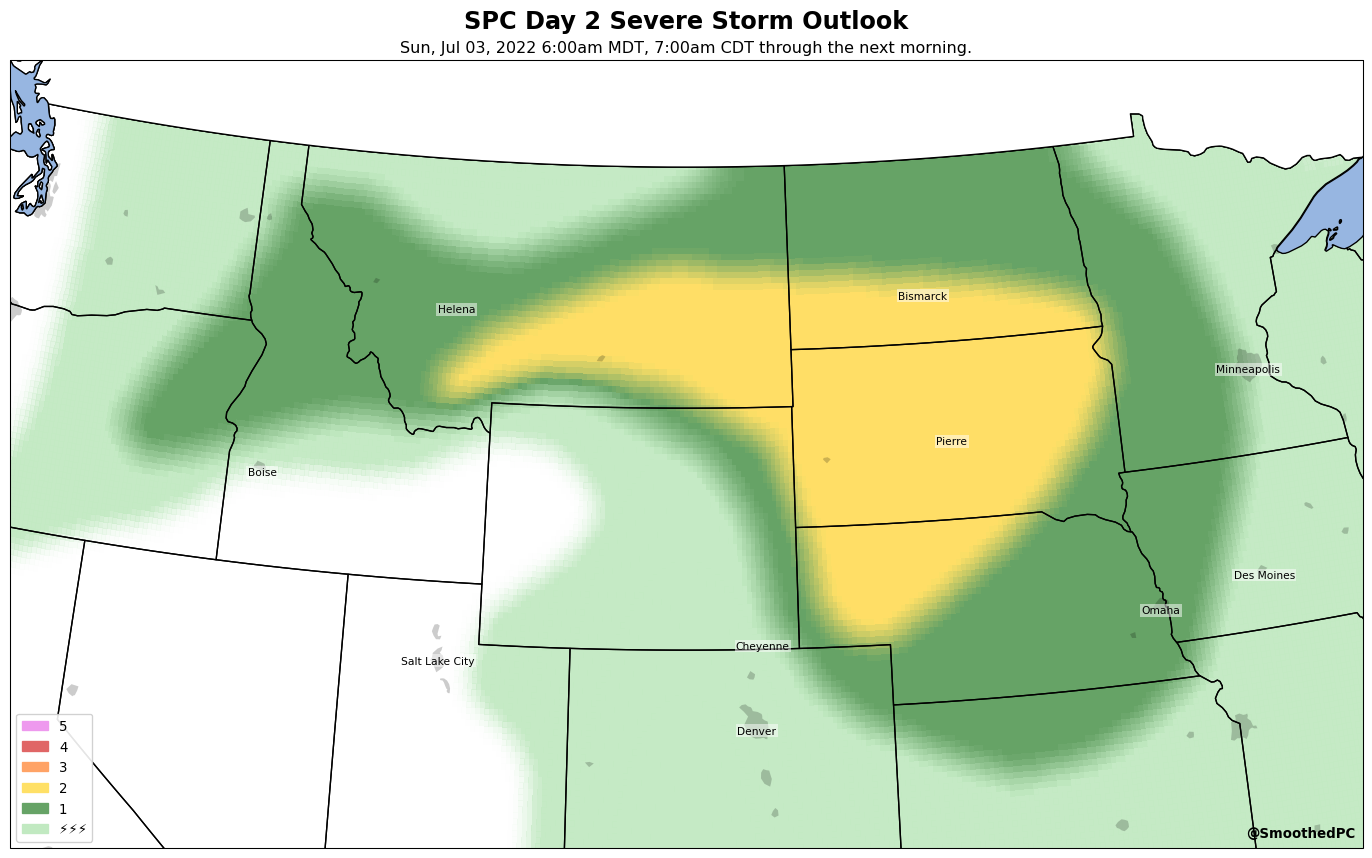 SPC Day 2 Severe Storm Outlook
Sun, Jul 03, 2022 6:00am MDT, 7:00am CDT through the next morning.
Bismarck
Helena
Minneapolis
Pierre
Boise
Des Moines
Omaha
Cheyenne
Salt Lake City
Denver
5
4
3
2
1
⚡⚡⚡
@SmoothedPC